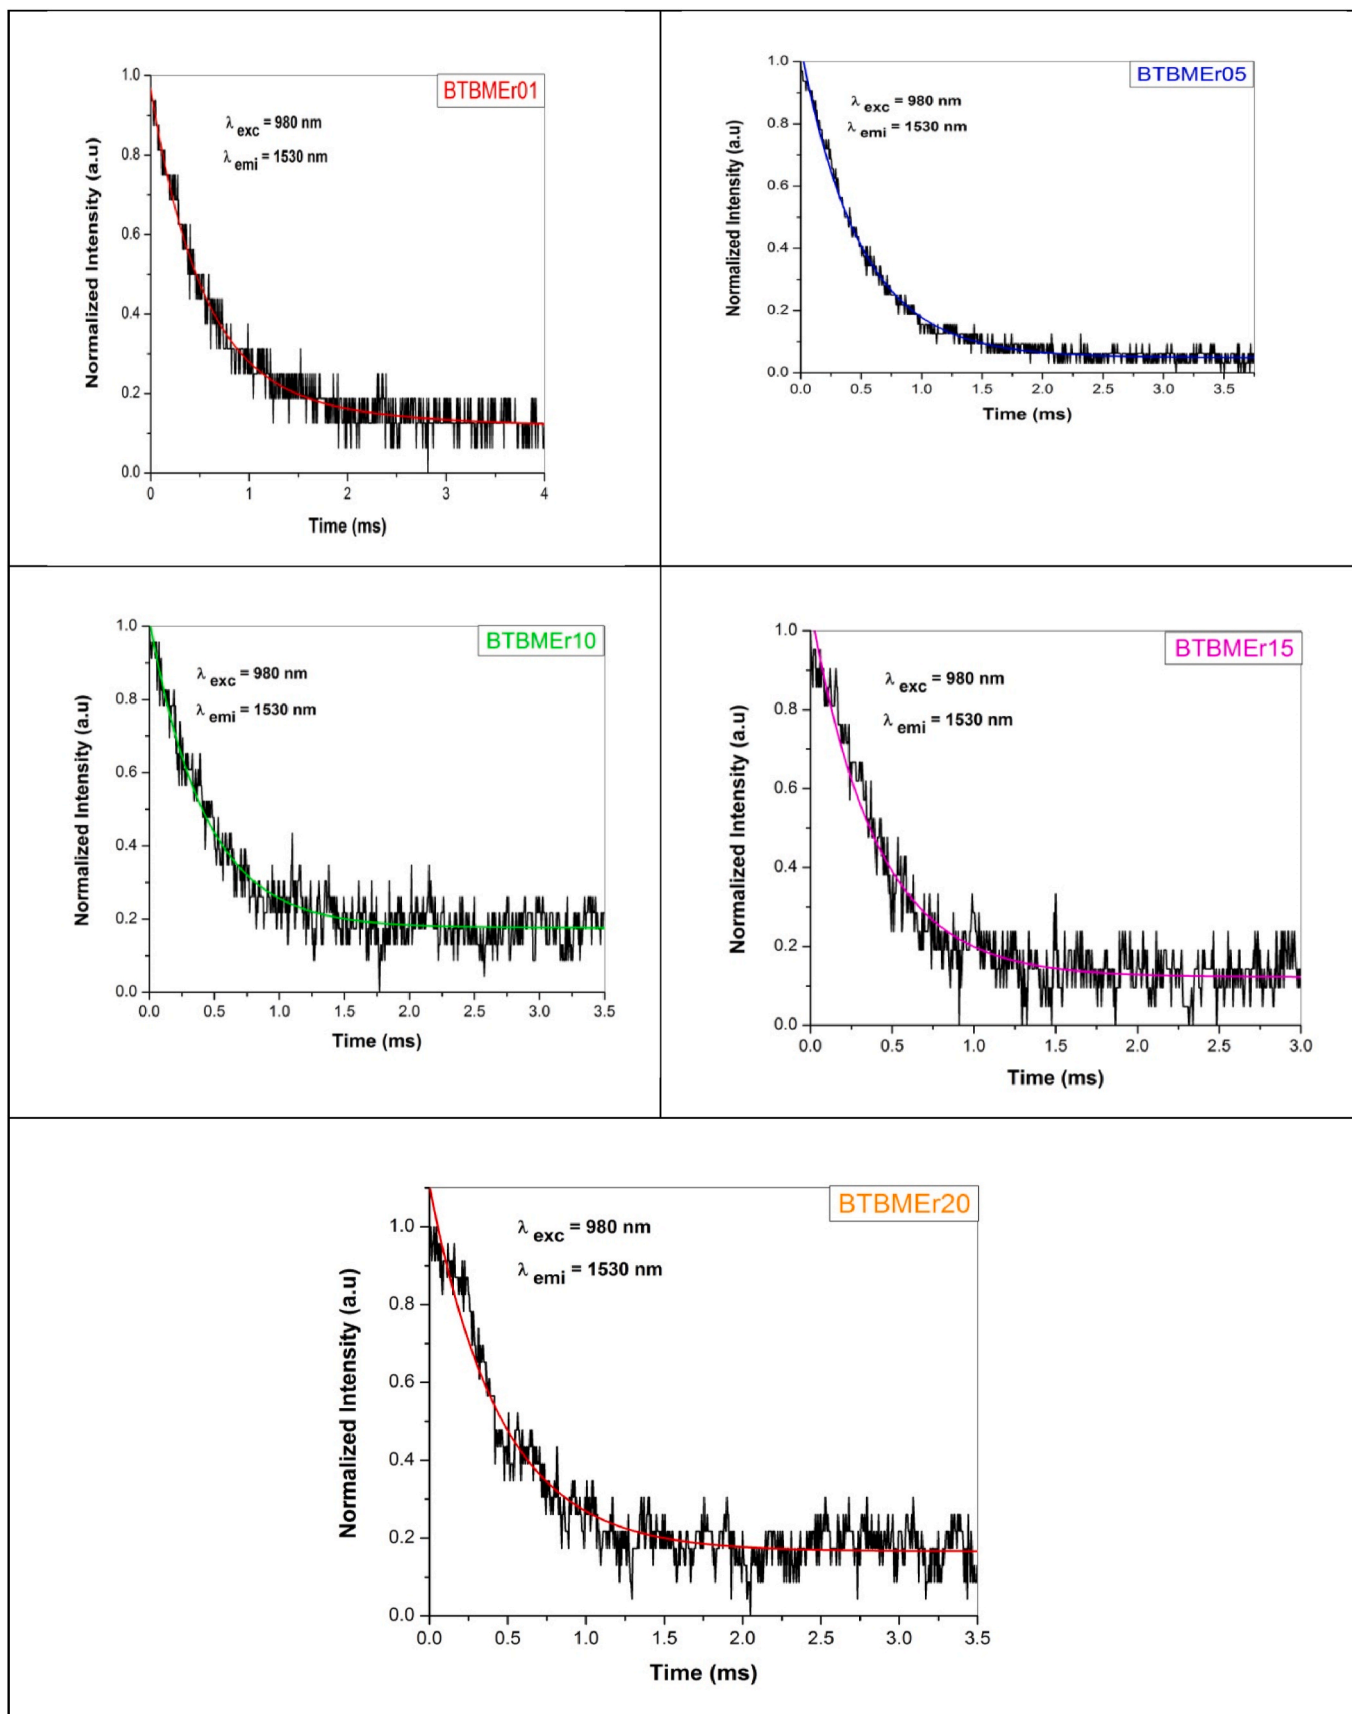 BTBMEr01
λ exc = 980 nm
λ emi = 1530 nm
Normalized Intensity (a.u)
1.0
1.0
0.8
0.6
0.4
0.2
0.0
0 1 2 3 4
Time (ms)
BTBMEr05
λ exc = 980 nm
λ emi = 1530 nm
Normalized Intensity (a.u)
1.0
0.8
0.6
0.4
0.2
0.0
0.0 0.5 1.0 1.5 2.0 2.5 3.0 3.5
Time (ms)
BTBMEr10
λ exc = 980 nm
λ emi = 1530 nm
Normalized Intensity (a.u)
1.0
0.8
0.6
0.4
0.2
0.0
0.0 0.5 1.0 1.5 2.0 2.5 3.0 3.5
Time (ms)
BTBMEr15
λ exc = 980 nm
λ emi = 1530 nm
Normalized Intensity (a.u)
1.0
0.8
0.6
0.4
0.2
0.0
0.0 0.5 1.0 1.5 2.0 2.5 3.0
Time (ms)
BTBMEr20
λ exc = 980 nm
λ emi = 1530 nm
Normalized Intensity (a.u)
1.0
0.8
0.6
0.4
0.2
0.0
0.0 0.5 1.0 1.5 2.0 2.5 3.0 3.5
Time (ms)